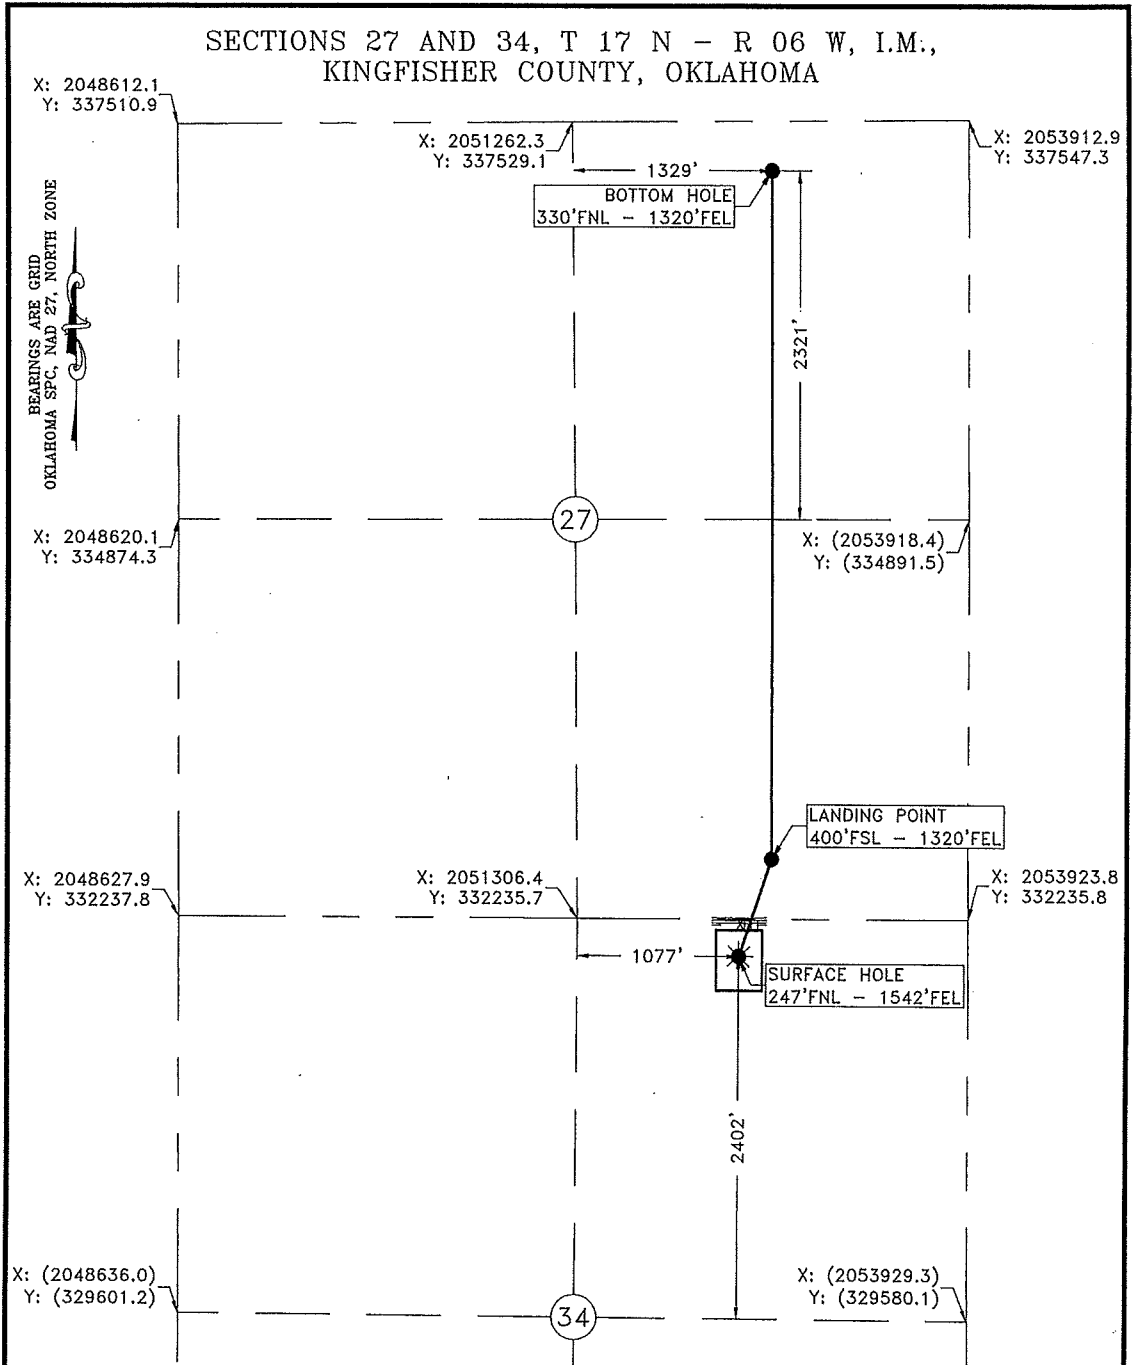 SECTIONS 27 AND 34, T 17 N - R 06 W, I.M.,
KINGFISHER COUNTY, OKLAHOMA
X: 2048612.1
Y: 337510.9
X: 2051262.3
Y: 337529.1
X: 2053912.9
Y: 337547.3
1329'
BOTTOM HOLE
330'FNL - 1320'FEL
BEARINGS ARE GRID
OKLAHOMA SPC, NAD 27, NORTH ZONE
2321'
27
X: 2048620.1
Y: 334874.3
X: (2053918.4)
Y: (334891.5)
LANDING POINT
400'FSL - 1320'FEL
X: 2048627.9
Y: 332237.8
X: 2051306.4
Y: 332235.7
X: 2053923.8
Y: 332235.8
1077'
SURFACE HOLE
247'FNL - 1542'FEL
2402'
X: (2048636.0)
Y: (329601.2)
X: (2053929.3)
Y: (329580.1)
34